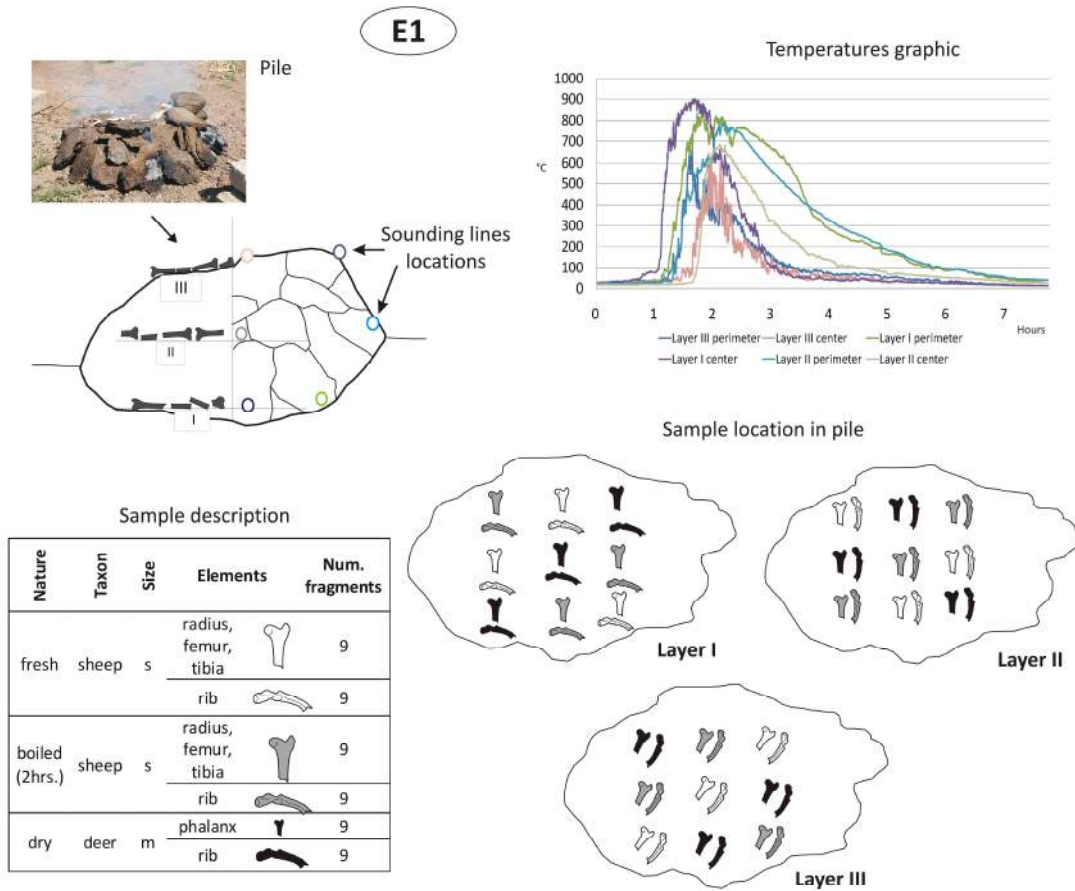 E1
Pile
Sounding lines
locations
III
II
I
Temperatures graphic
1000
900
800
700
600
500
400
300
200
100
0
°C
0 1 2 3 4 5 6 7
Hours
Layer III perimeter Layer III center Layer I perimeter
Layer I center Layer II perimeter Layer II center
Sample location in pile
Layer I
Layer II
Layer III
Sample description
Nature Taxon Size Elements Num. fragments
fresh sheep s radius, femur, tibia 9
rib 9
boiled (2hrs.) sheep s radius, femur, tibia 9
rib 9
dry deer m phalanx 9
rib 9